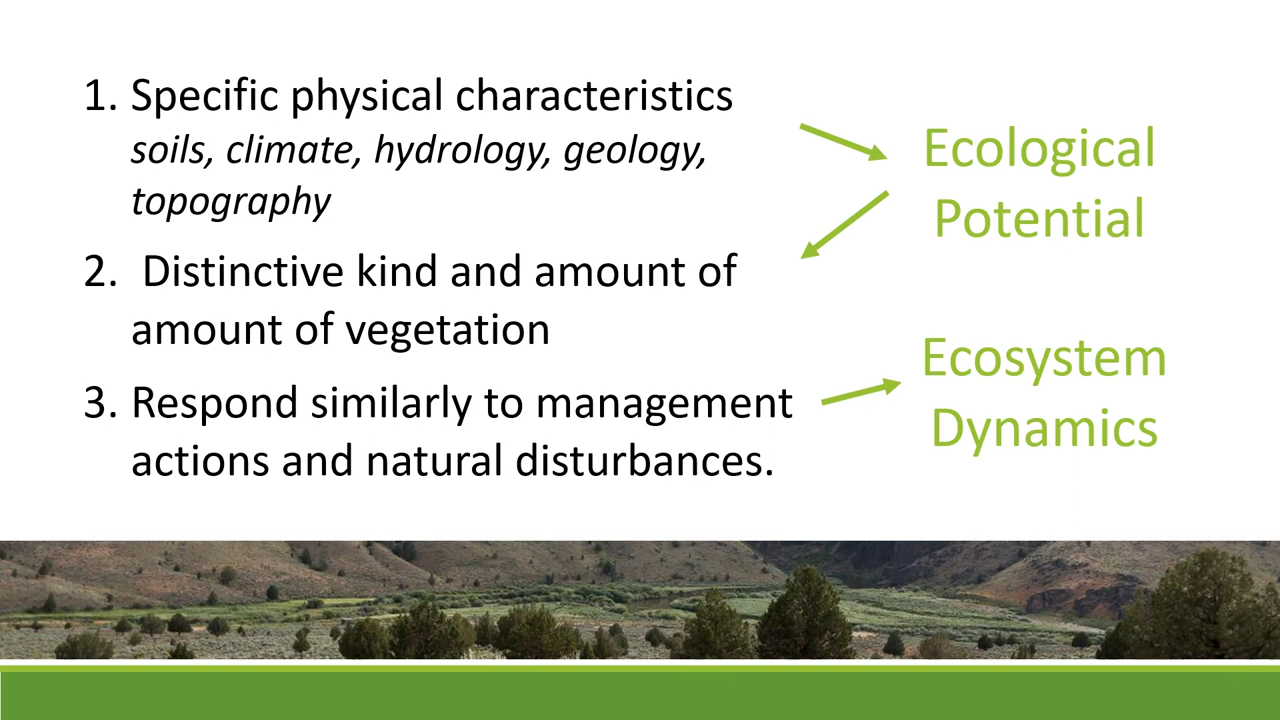 1. Specific physical characteristics
soils, climate, hydrology, geology,
topography
2. Distinctive kind and amount of
amount of vegetation
3. Respond similarly to management
actions and natural disturbances.
Ecological
Potential
Ecosystem
Dynamics